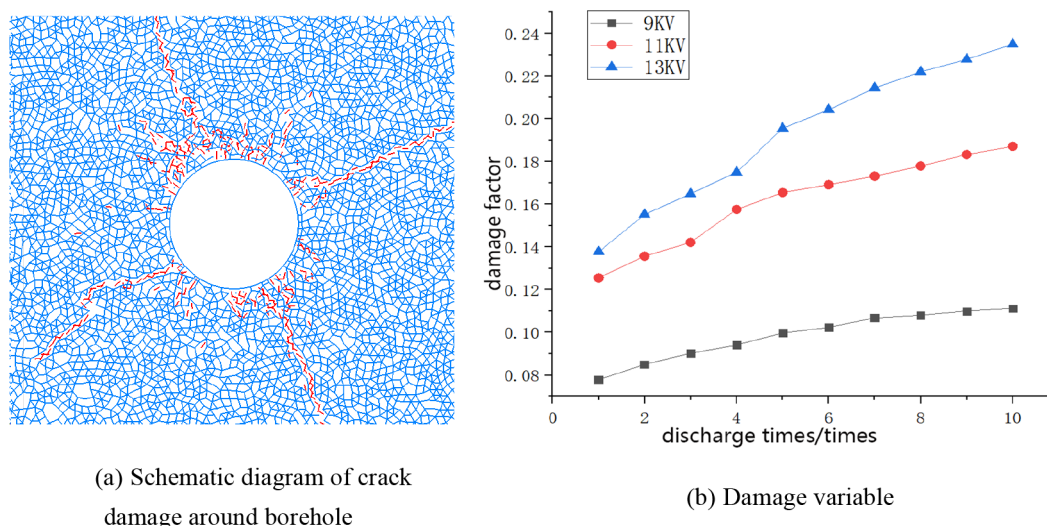 9KV
11KV
13KV
0.24
0.22
0.20
0.18
0.16
0.14
0.12
0.10
0.08
damage factor
0
2
4
6
8
10
discharge times/times
(a) Schematic diagram of crack
damage around borehole
(b) Damage variable